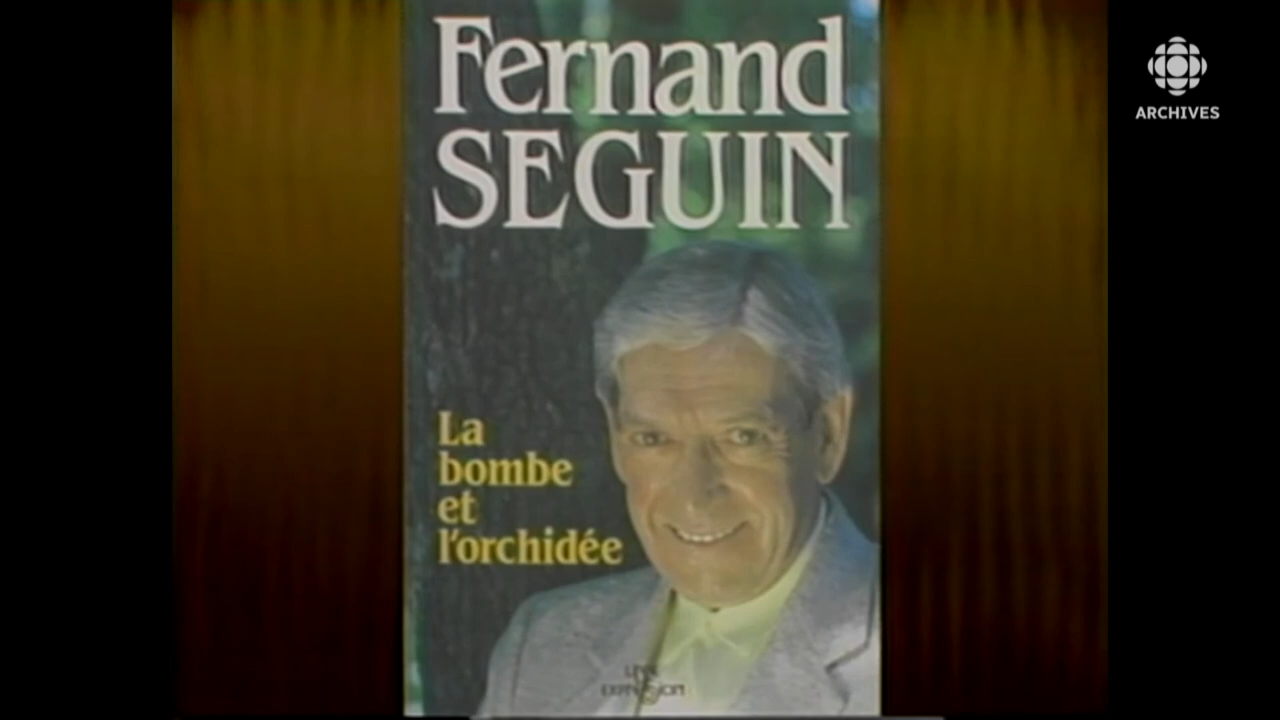 Fernand
SEGUIN
La
bombe
et
l'orchidée
ARCHIVES